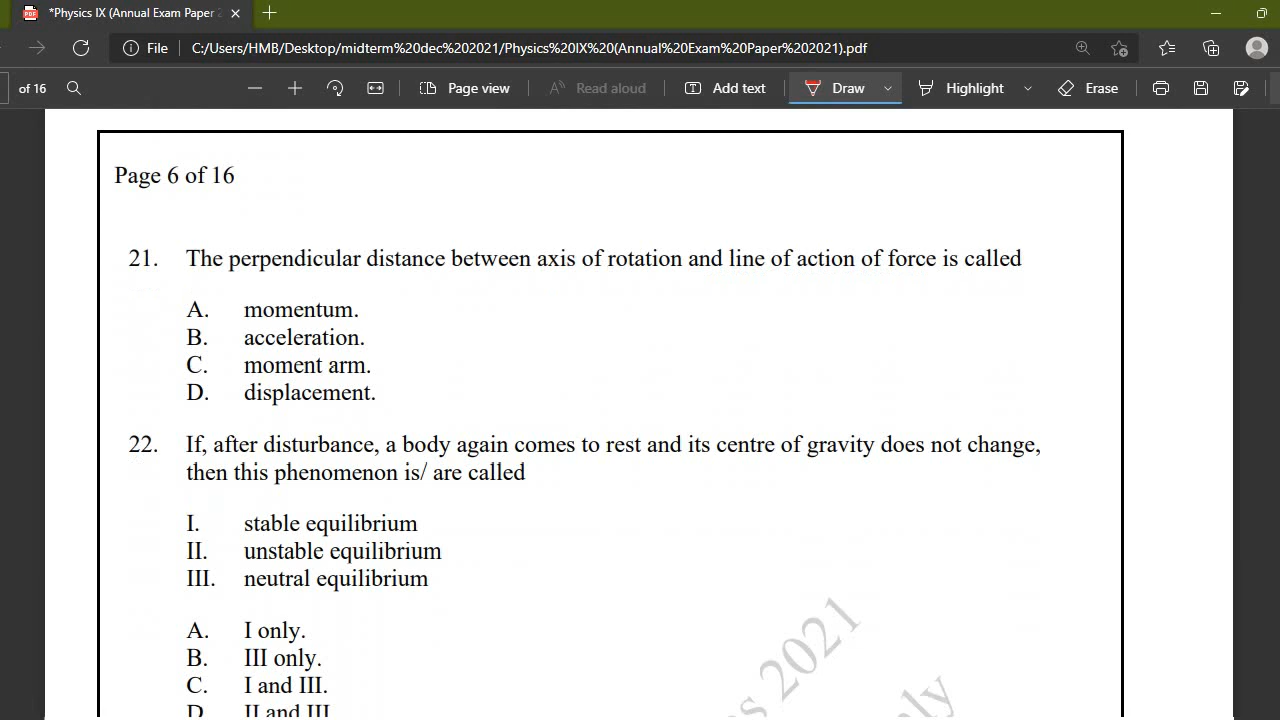 *Physics IX (Annual Exam Paper 2
File C:/Users/HMB/Desktop/midterm%20dec%202021/Physics%20IX%20(Annual%20Exam%20Paper%202021).pdf
of 16 Page view Read aloud Add text Draw Highlight Erase
Page 6 of 16
21. The perpendicular distance between axis of rotation and line of action of force is called
A. momentum.
B. acceleration.
C. moment arm.
D. displacement.
22. If, after disturbance, a body again comes to rest and its centre of gravity does not change,
then this phenomenon is/ are called
I. stable equilibrium
II. unstable equilibrium
III. neutral equilibrium
A. I only.
B. III only.
C. I and III.
D. II and III
2021